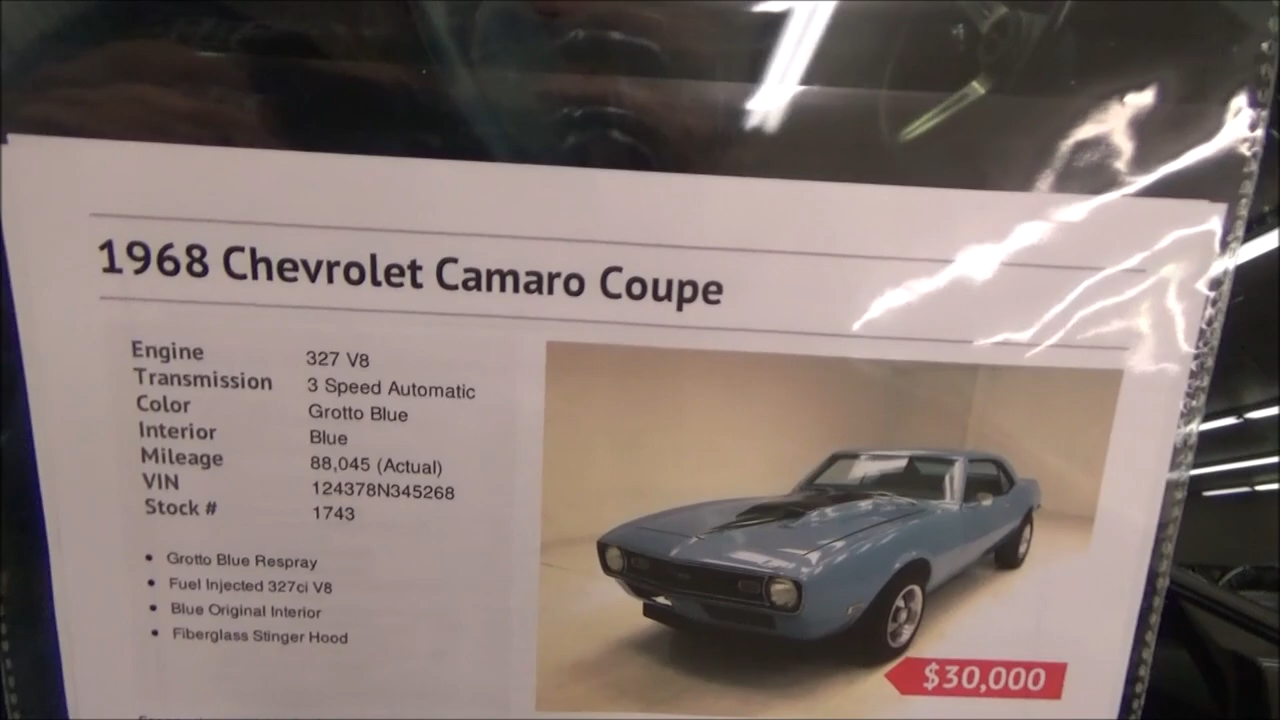 1968 Chevrolet Camaro Coupe
Engine 327 V8
Transmission 3 Speed Automatic
Color Grotto Blue
Interior Blue
Mileage 88,045 (Actual)
VIN 124378N345268
Stock # 1743
• Grotto Blue Respray
• Fuel Injected 327ci V8
• Blue Original Interior
• Fiberglass Stinger Hood
$30,000